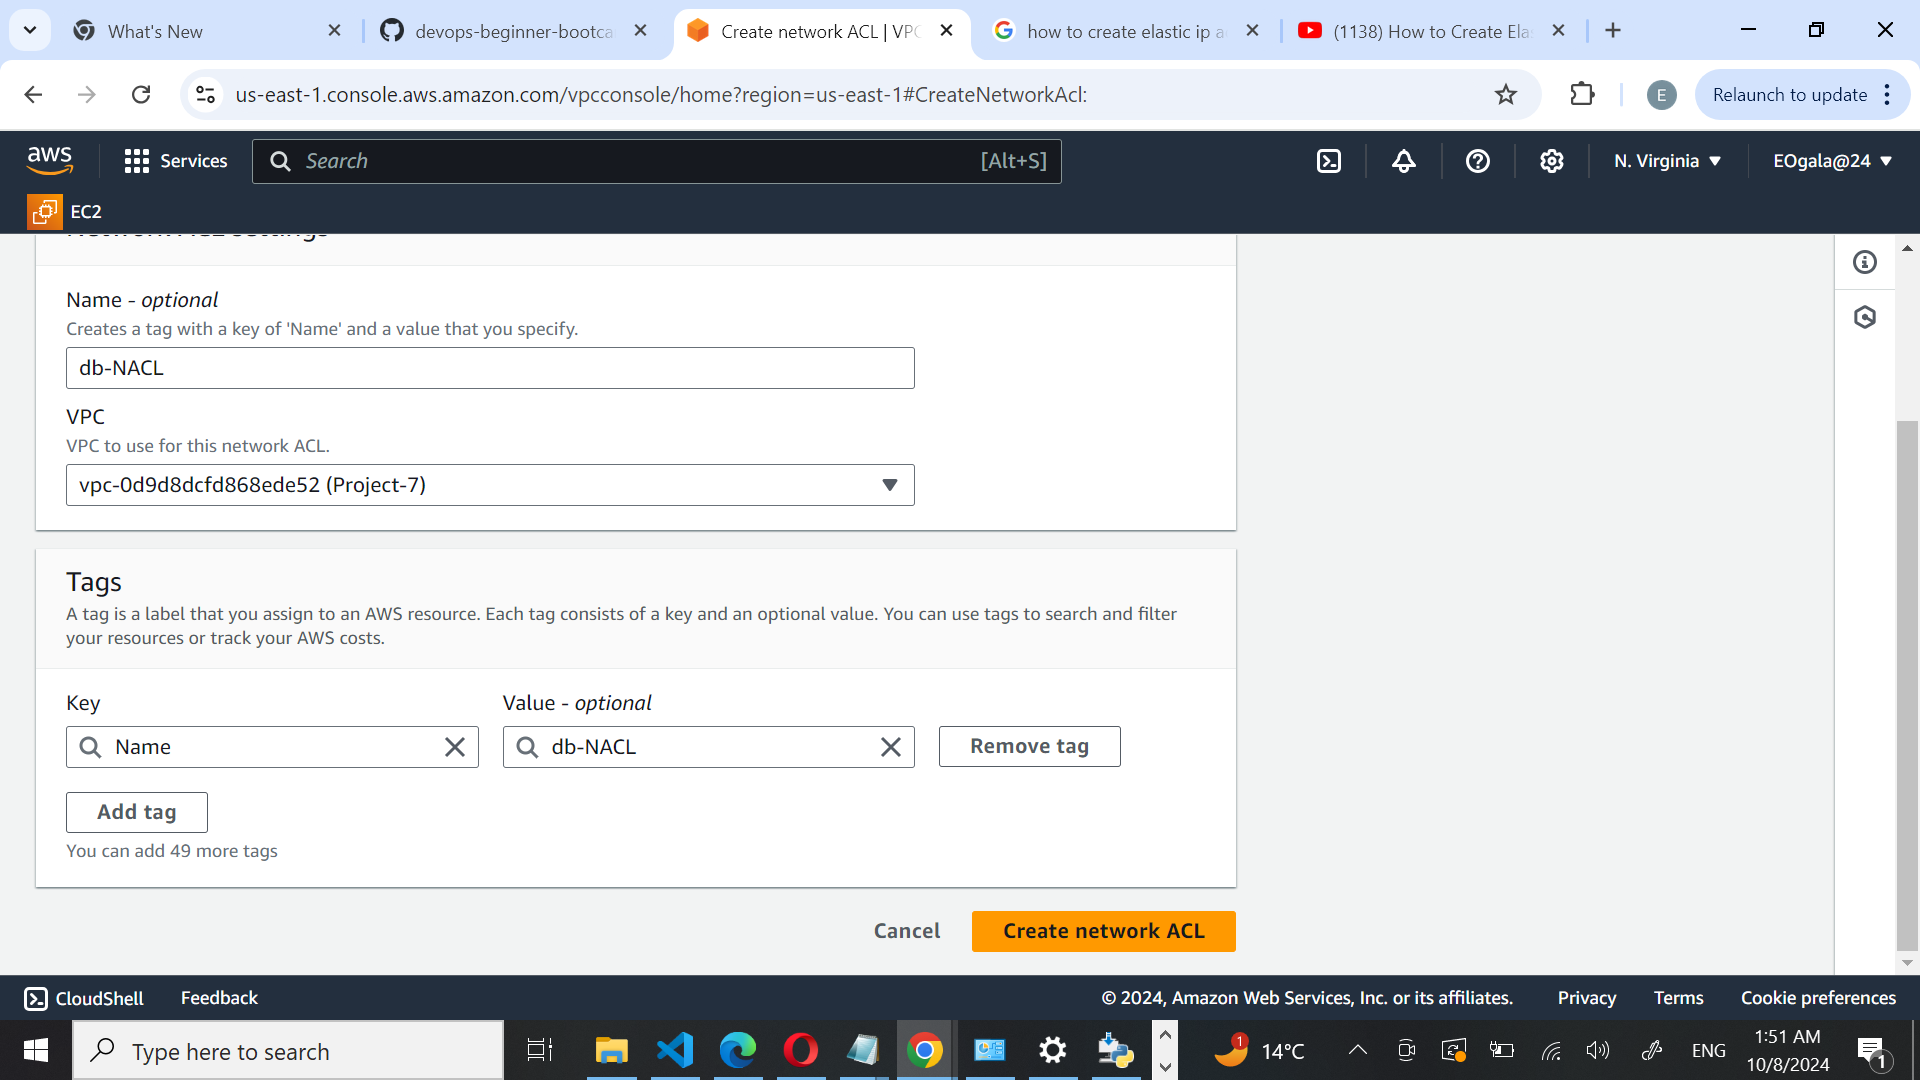 What's New
devops-beginner-bootca
Create network ACL | VPC
how to create elastic ip a
(1138) How to Create Ela
us-east-1.console.aws.amazon.com/vpcconsole/home?region=us-east-1#CreateNetworkAcl:
E
Relaunch to update
aws
Services
Search
[Alt+S]
N. Virginia
EOgala@24
EC2
Network ACL settings
Name - optional
Creates a tag with a key of 'Name' and a value that you specify.
db-NACL
VPC
VPC to use for this network ACL.
vpc-0d9d8dcfd868ede52 (Project-7)
Tags
A tag is a label that you assign to an AWS resource. Each tag consists of a key and an optional value. You can use tags to search and filter
your resources or track your AWS costs.
Key
Value - optional
Name
db-NACL
Remove tag
Add tag
You can add 49 more tags
Cancel
Create network ACL
CloudShell
Feedback
© 2024, Amazon Web Services, Inc. or its affiliates.
Privacy
Terms
Cookie preferences
Type here to search
1
14°C
ENG
1:51 AM
10/8/2024
1